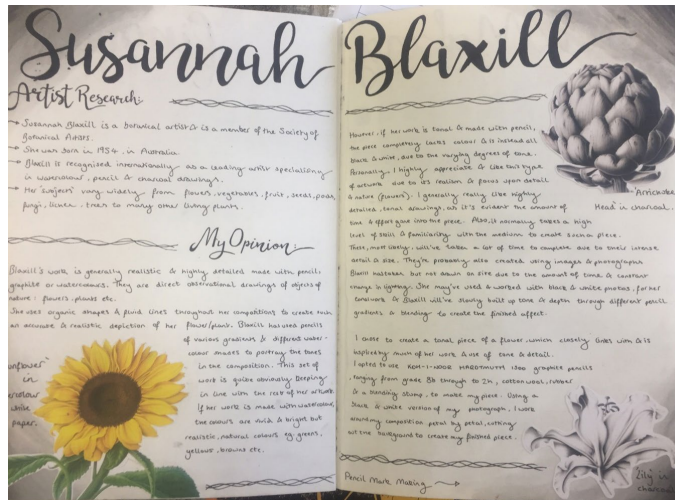 Susannah Blaxill
Artist Research:
→ Susannah Blaxill is a botanical artist & is a member of the Society of
Botanical Artists.
→ She was born in 1954, in Australia.
→ Blaxill is recognised internationally as a leading artist specialising
in watercolour, pencil & charcoal drawings.
→ Her 'subjects' vary widely, from flowers, vegetables, fruit, seeds, pods,
fungi, lichen, trees to many other living plants.
My Opinion:
Blaxill's work is generally realistic & highly detailed made with pencil,
graphite or watercolours. They are direct observational drawings of objects of
nature: flowers, plants etc.
She uses organic shapes & fluid lines throughout her compositions to create such
an accurate & realistic depiction of her flower/plant. Blaxill has used pencils
of various gradients & different water-
colour shades to portray the tones
in the composition. This set of
work is quite obviously
in line with the rest of her artwork
If her work is made with watercolour,
the colours are vivid & bright but
realistic, natural colours eg greens,
yellows, browns etc.
unflower'
in
ercolour
white
paper.
However, if her work is tonal & made with pencil,
the piece completely lacks colour & is instead all
black & white, due to the varying degrees of tone.
Personally, I highly appreciate & like this type
of artwork due to its realism & focus upon detail
& nature (flowers). I generally really like highly
detailed, tonal drawings, as it's evident the amount of
time & effort gone into the piece. Also, it normally takes a high
level of skill & familiarity with the mediums to create such a piece.
These, most likely, will've taken a lot of time to complete due to their intense
detail & size. They're probably also created using images & photographs
Blaxill has taken but not drawn on site due to the amount of time & constant
change in lighting. She may've used & worked with black & white photos, for her
tonalwork & Blaxill will've slowly built up tone & depth through different pencil
gradients & blending to create the finished effect.
I chose to create a tonal piece of a flower, which closely links with & is
inspired by much of her work & use of tone & detail.
I opted to use KOH-I-NOOR HARDTMUTH 1500 graphite pencils
, ranging from grade 8b through to 2h, cotton wool, rubber
& a blending stump, to make my piece. Using a
black & white version of my photograph, I work
around my composition petal by petal, cutting
out the background to create my finished piece.
Pencil Mark Making →
'Artichoke
Head' in charcoal.
'Lily' in
charcoal